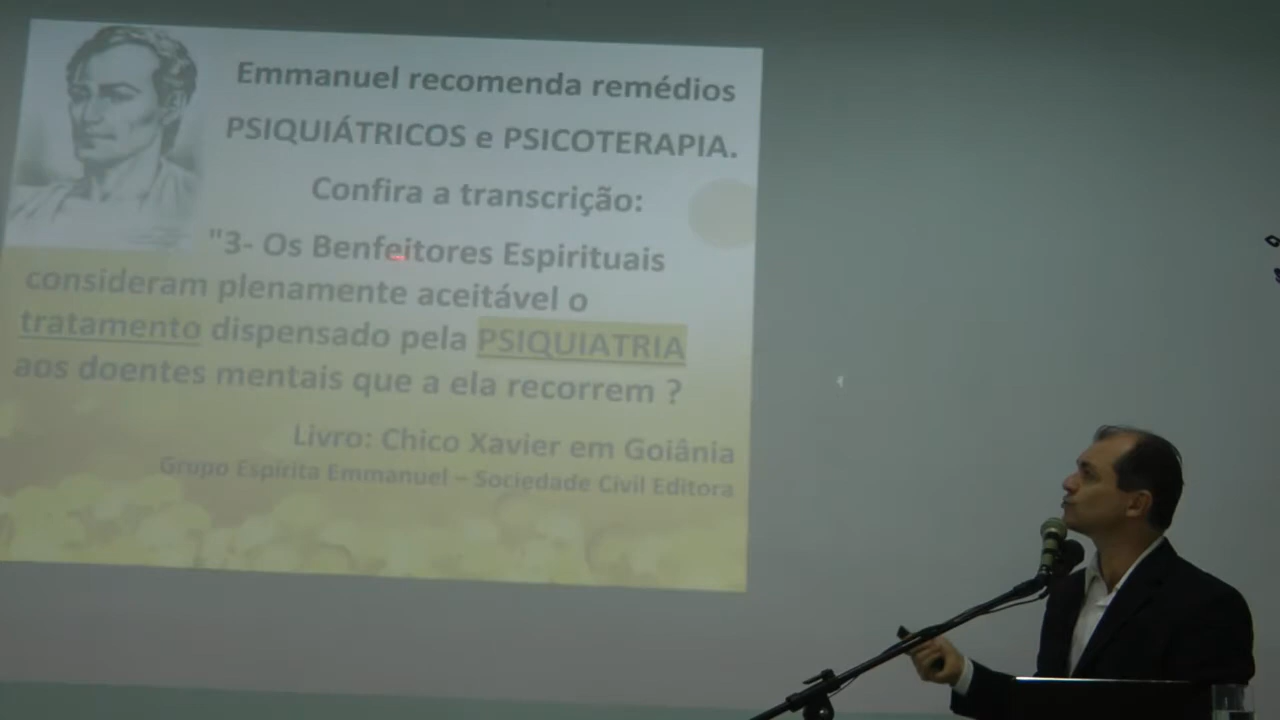 Emmanuel recomenda remédios
PSIQUIÁTRICOS e PSICOTERAPIA.
Confira a transcrição:
"3- Os Benfeitores Espirituais
consideram plenamente aceitável o
tratamento dispensado pela PSIQUIATRIA
aos doentes mentais que a ela recorrem ?
Livro: Chico Xavier em Goiânia
Grupo Espírita Emmanuel – Sociedade Civil Editora